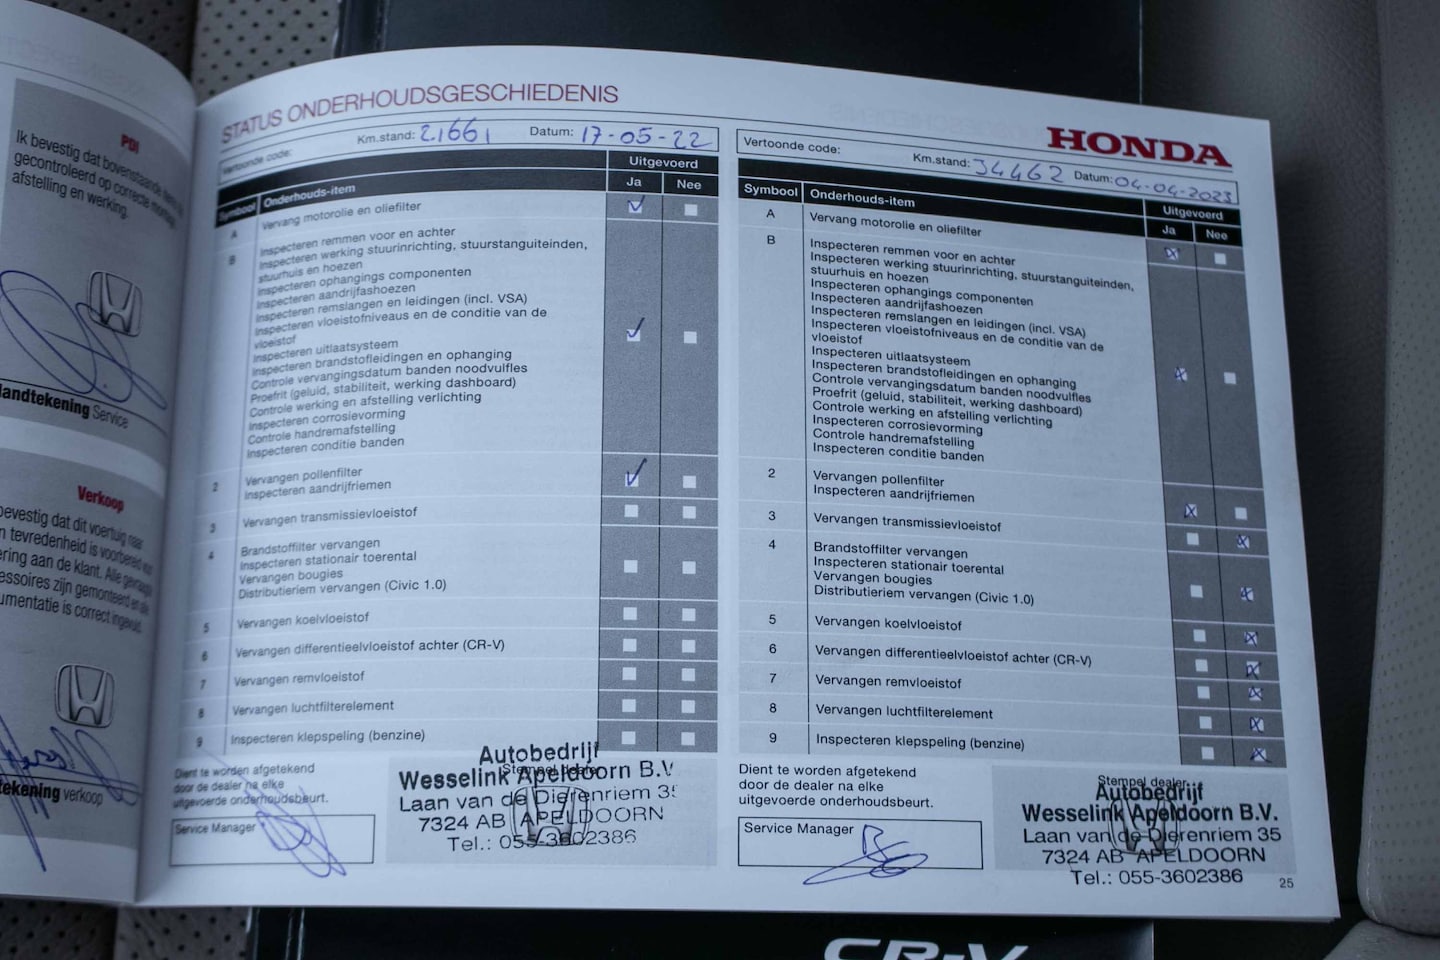 PDI
Ik bevestig dat bovenstaande
gecontroleerd op correcte
afstelling en werking.
Handtekening Service
Verkoop
bevestig dat dit voertuig naar
tevredenheid is voorbereid
ering aan de klant. Alle gevraagde
essoires zijn gemonteerd en alle
umentatie is correct ingevuld.
tekening verkoop
STATUS ONDERHOUDSGESCHIEDENIS
Vertoonde code:
Km.stand: 21661
Datum: 17-05-22
Symbool Onderhouds-item
Uitgevoerd
Ja Nee
A Vervang motorolie en oliefilter
B Inspecteren remmen voor en achter
Inspecteren werking stuurinrichting, stuurstanguiteinden,
stuurhuis en hoezen
Inspecteren ophangings componenten
Inspecteren aandrijfashoezen
Inspecteren remslangen en leidingen (incl. VSA)
Inspecteren vloeistofniveaus en de conditie van de
vloeistof
Inspecteren uitlaatsysteem
Inspecteren brandstofleidingen en ophanging
Controle vervangingsdatum banden noodvulfles
Proefrit (geluid, stabiliteit, werking dashboard)
Controle werking en afstelling verlichting
Inspecteren corrosievorming
Controle handremafstelling
Inspecteren conditie banden
2 Vervangen pollenfilter
Inspecteren aandrijfriemen
3 Vervangen transmissievloeistof
4 Brandstoffilter vervangen
Inspecteren stationair toerental
Vervangen bougies
Distributieriem vervangen (Civic 1.0)
5 Vervangen koelvloeistof
6 Vervangen differentieelvloeistof achter (CR-V)
7 Vervangen remvloeistof
8 Vervangen luchtfilterelement
9 Inspecteren klepspeling (benzine)
Dient te worden afgetekend
door de dealer na elke
uitgevoerde onderhoudsbeurt.
Service Manager
Stempel dealer
Autobedrijf
Wesselink Apeldoorn B.V.
Laan van de Dierenriem 35
7324 AB APELDOORN
Tel.: 055-3602386
HONDA
Vertoonde code:
Km.stand: 34462
Datum: 04-04-2023
Symbool Onderhouds-item
Uitgevoerd
Ja Nee
A Vervang motorolie en oliefilter
B Inspecteren remmen voor en achter
Inspecteren werking stuurinrichting, stuurstanguiteinden,
stuurhuis en hoezen
Inspecteren ophangings componenten
Inspecteren aandrijfashoezen
Inspecteren remslangen en leidingen (incl. VSA)
Inspecteren vloeistofniveaus en de conditie van de
vloeistof
Inspecteren uitlaatsysteem
Inspecteren brandstofleidingen en ophanging
Controle vervangingsdatum banden noodvulfles
Proefrit (geluid, stabiliteit, werking dashboard)
Controle werking en afstelling verlichting
Inspecteren corrosievorming
Controle handremafstelling
Inspecteren conditie banden
2 Vervangen pollenfilter
Inspecteren aandrijfriemen
3 Vervangen transmissievloeistof
4 Brandstoffilter vervangen
Inspecteren stationair toerental
Vervangen bougies
Distributieriem vervangen (Civic 1.0)
5 Vervangen koelvloeistof
6 Vervangen differentieelvloeistof achter (CR-V)
7 Vervangen remvloeistof
8 Vervangen luchtfilterelement
9 Inspecteren klepspeling (benzine)
Dient te worden afgetekend
door de dealer na elke
uitgevoerde onderhoudsbeurt.
Service Manager
Stempel dealer
Autobedrijf
Wesselink Apeldoorn B.V.
Laan van de Dierenriem 35
7324 AB APELDOORN
Tel.: 055-3602386
25
CR-V